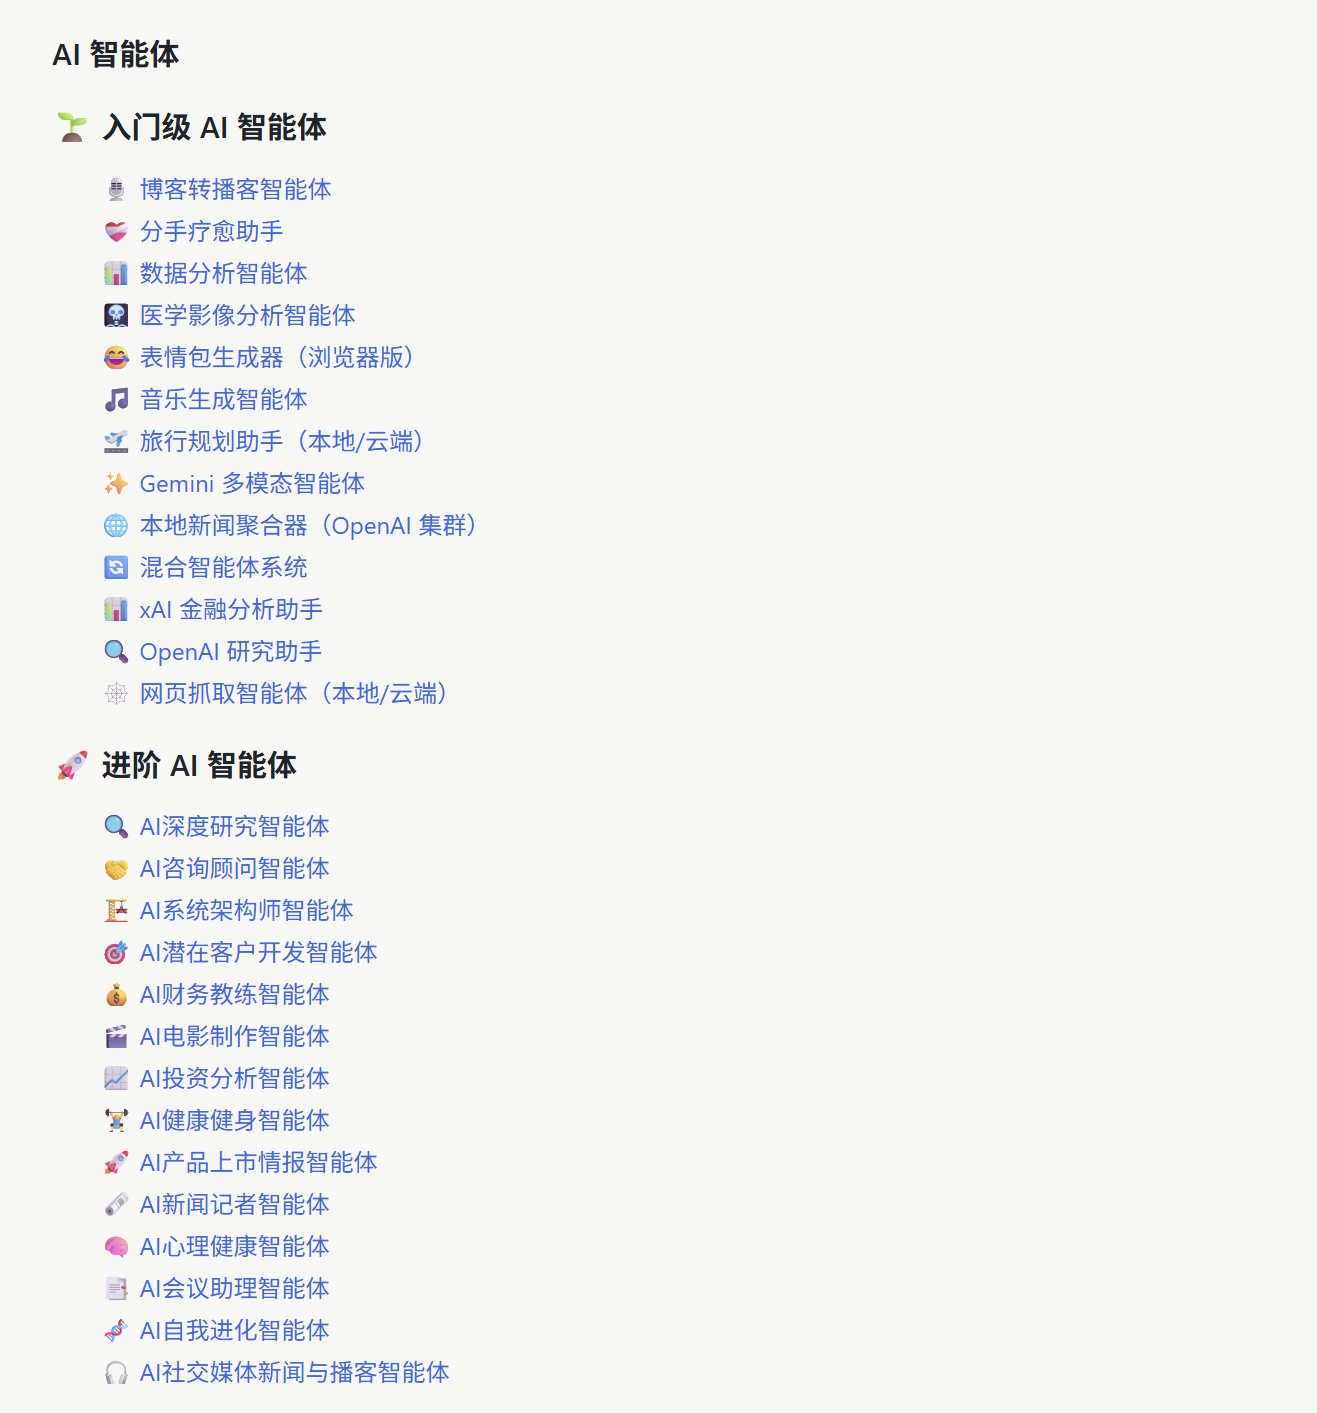 AI 智能体
入门级 AI 智能体
博客转播客智能体
分手疗愈助手
数据分析智能体
医学影像分析智能体
表情包生成器（浏览器版）
音乐生成智能体
旅行规划助手（本地/云端）
Gemini 多模态智能体
本地新闻聚合器（OpenAI 集群）
混合智能体系统
xAI 金融分析助手
OpenAI 研究助手
网页抓取智能体（本地/云端）
进阶 AI 智能体
AI深度研究智能体
AI咨询顾问智能体
AI系统架构师智能体
AI潜在客户开发智能体
AI财务教练智能体
AI电影制作智能体
AI投资分析智能体
AI健康健身智能体
AI产品上市情报智能体
AI新闻记者智能体
AI心理健康智能体
AI会议助理智能体
AI自我进化智能体
AI社交媒体新闻与播客智能体